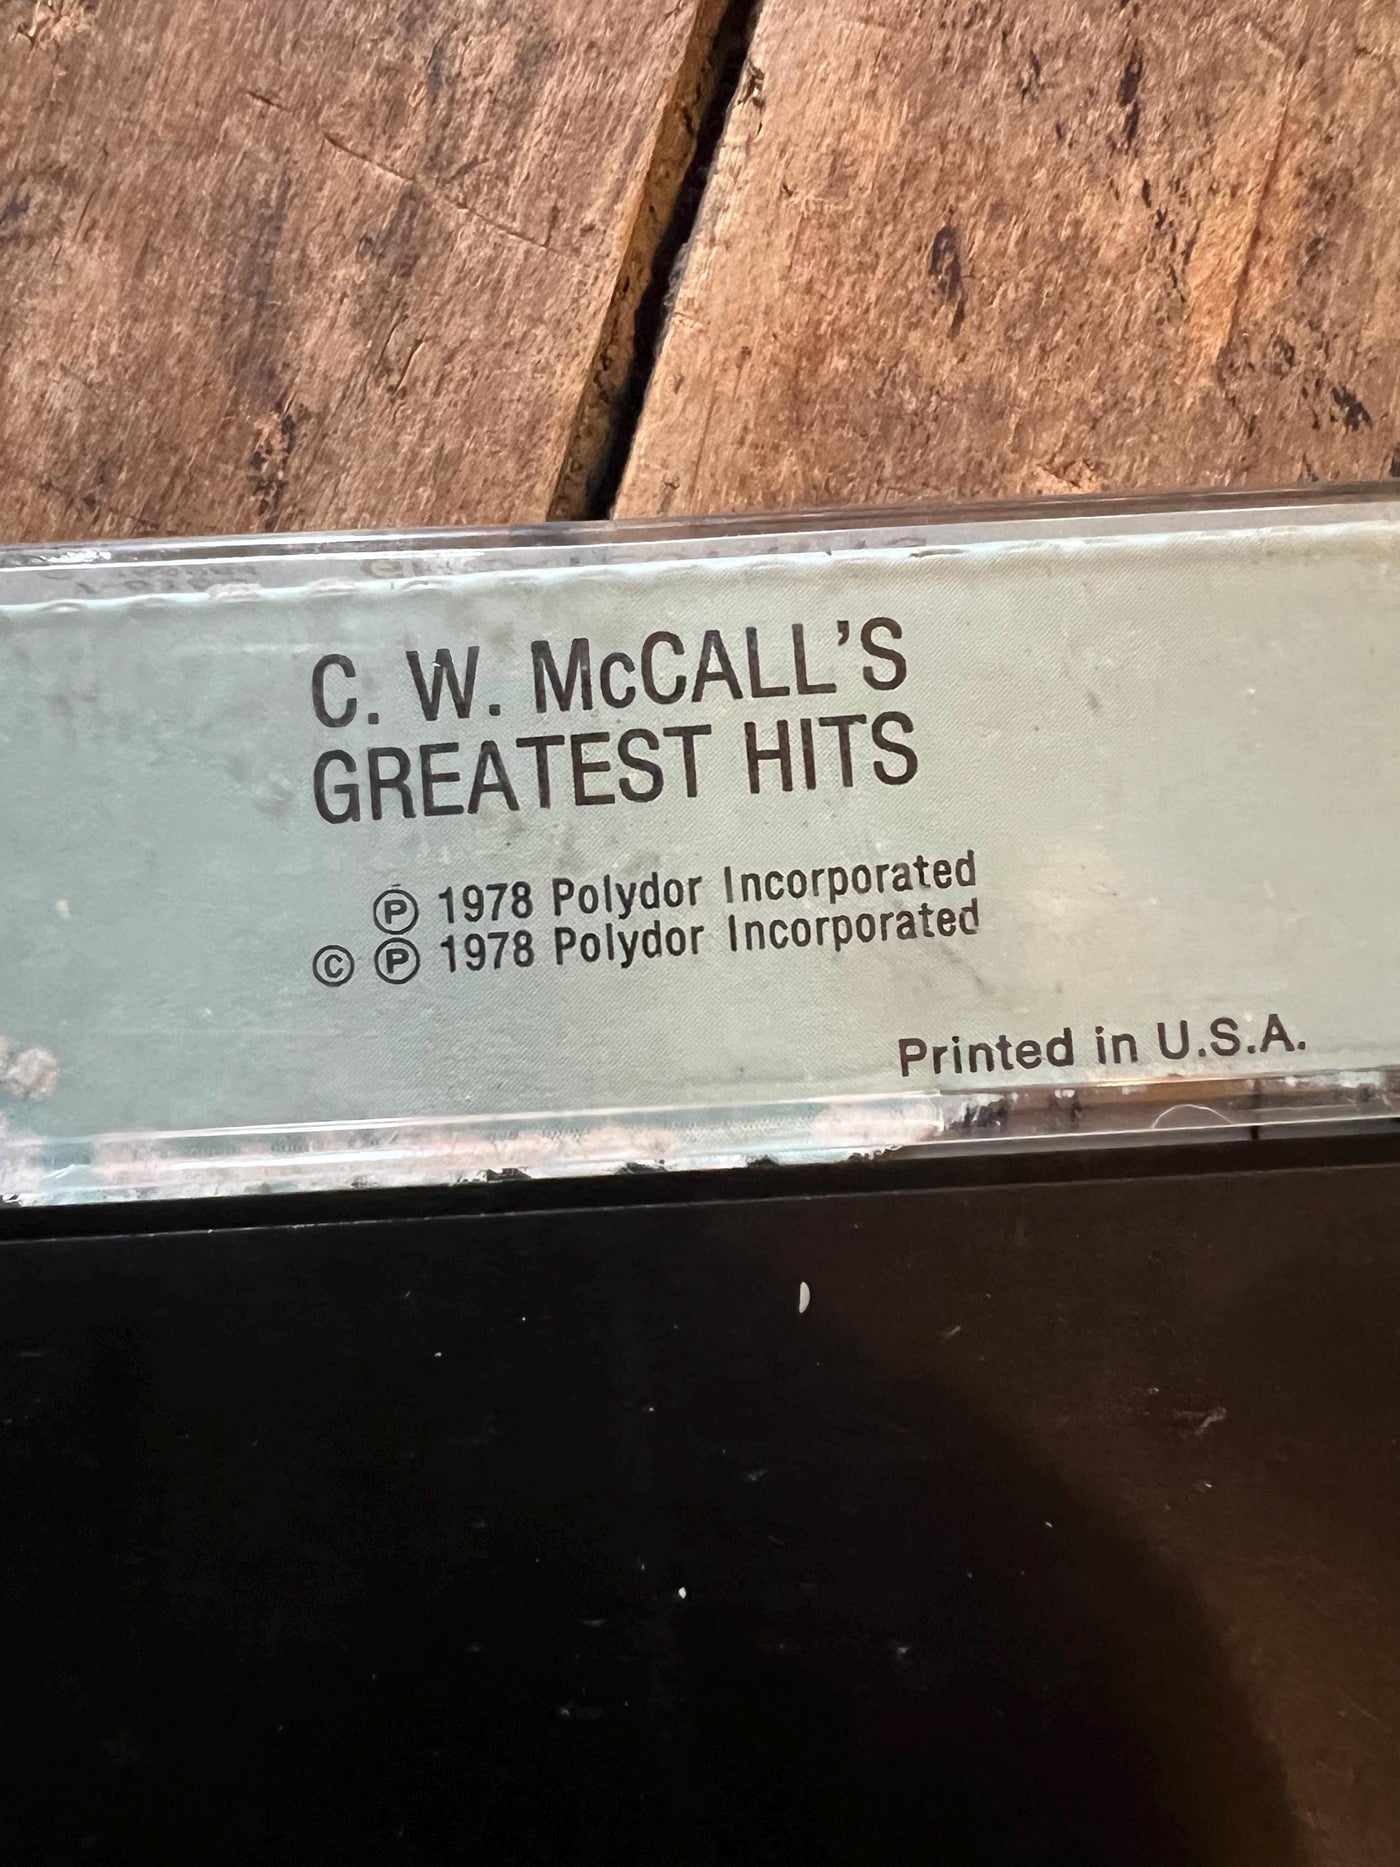 C. W. McCALL'S
GREATEST HITS
Ⓟ 1978 Polydor Incorporated
© Ⓟ 1978 Polydor Incorporated
Printed in U.S.A.